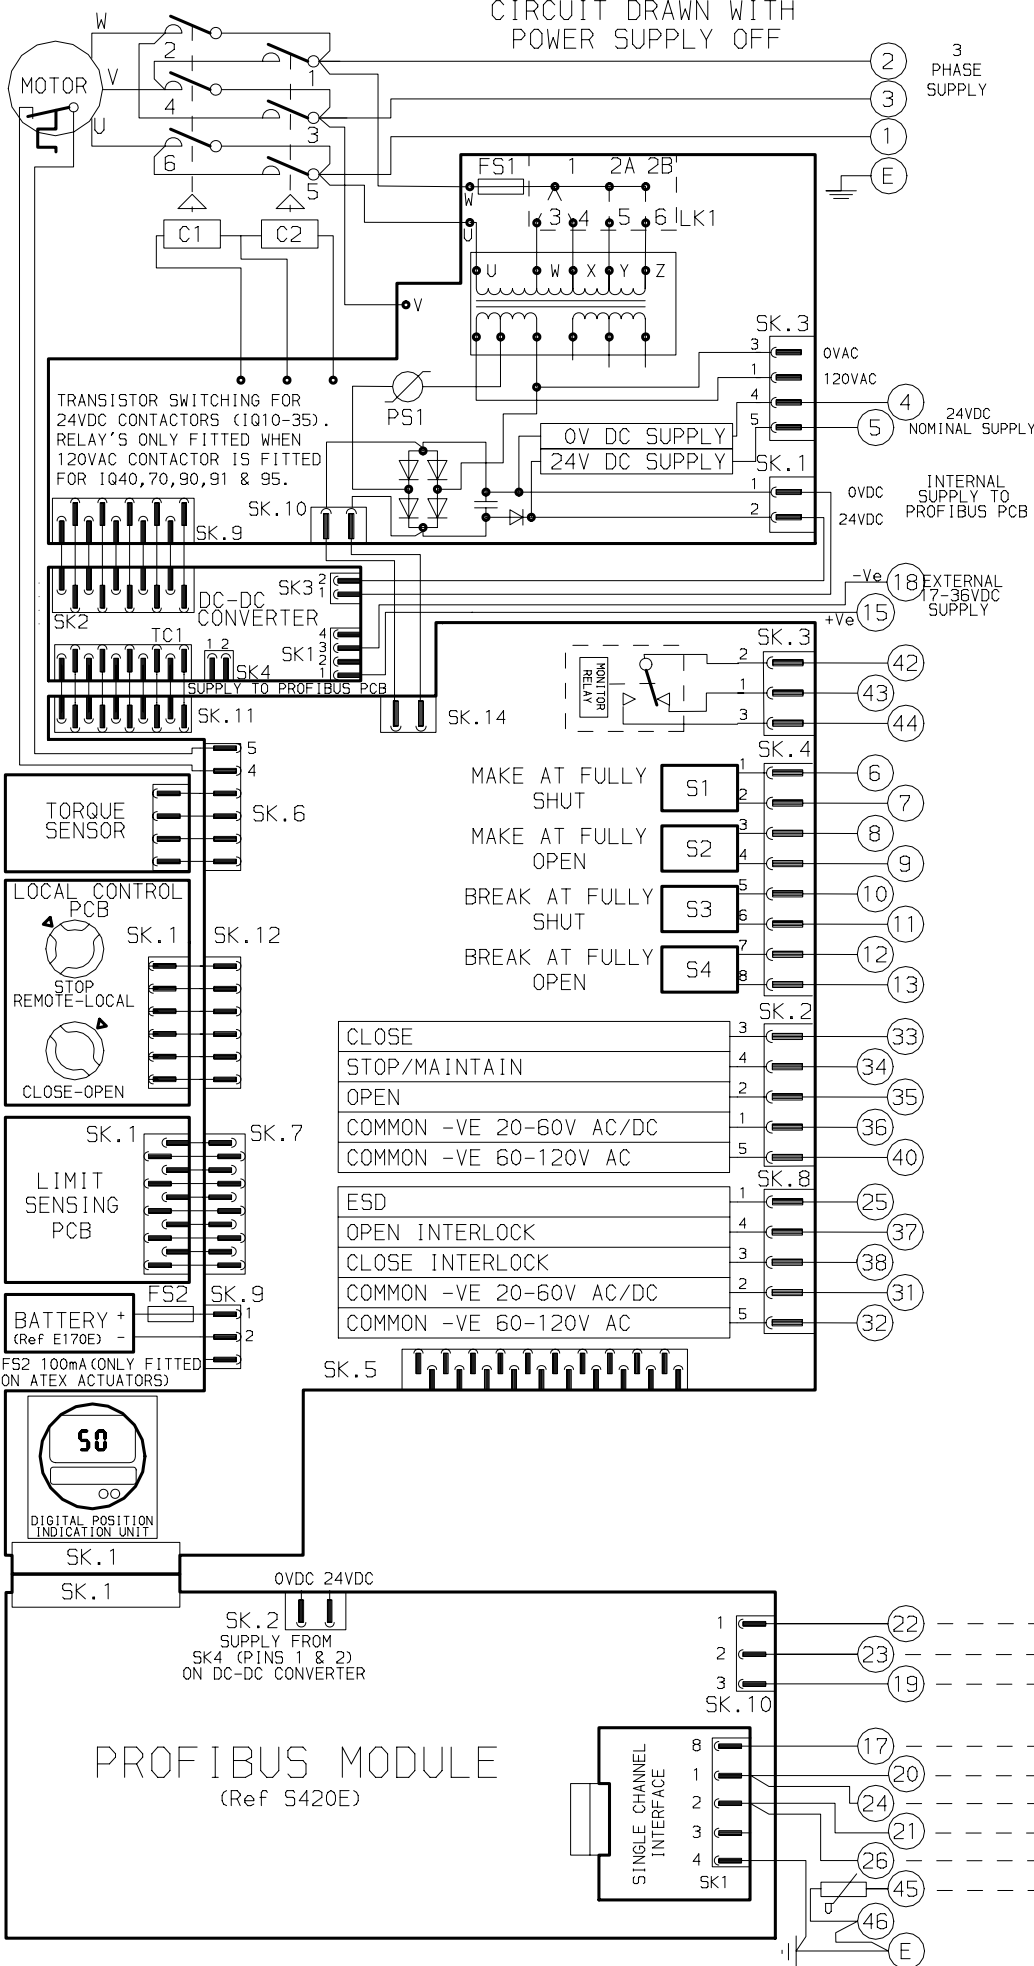 CIRCUIT DRAWN WITH
POWER SUPPLY OFF
W
V
U
MOTOR
2
4
6
1
3
5
C1
C2
2
3
PHASE
SUPPLY
3
1
E
FS1
1
2A 2B
W
U
3
4
5
6
LK1
U
W
X
Y
Z
V
PS1
SK.3
3
0VAC
1
120VAC
4
4
24VDC
NOMINAL SUPPLY
5
5
0V DC SUPPLY
24V DC SUPPLY
SK.1
1
0VDC
2
24VDC
INTERNAL
SUPPLY TO
PROFIBUS PCB
TRANSISTOR SWITCHING FOR
24VDC CONTACTORS (IQ10-35).
RELAY'S ONLY FITTED WHEN
120VAC CONTACTOR IS FITTED
FOR IQ40,70,90,91 & 95.
SK.9
SK.10
SK2
DC-DC
CONVERTER
SK3
2
1
SK1
4
3
2
1
TC1
1 2
SK4
SUPPLY TO PROFIBUS PCB
-Ve
18
EXTERNAL
17-36VDC
SUPPLY
+Ve
15
SK.11
SK.14
MONITOR
RELAY
SK.3
2
42
1
43
3
44
5
4
SK.6
TORQUE
SENSOR
SK.4
MAKE AT FULLY
SHUT
S1
1
6
2
7
MAKE AT FULLY
OPEN
S2
3
8
4
9
BREAK AT FULLY
SHUT
S3
5
10
6
11
BREAK AT FULLY
OPEN
S4
7
12
8
13
LOCAL CONTROL
PCB
SK.1
SK.12
STOP
REMOTE-LOCAL
CLOSE-OPEN
SK.2
CLOSE
3
33
STOP/MAINTAIN
4
34
OPEN
2
35
COMMON -VE 20-60V AC/DC
1
36
COMMON -VE 60-120V AC
5
40
SK.1
SK.7
LIMIT
SENSING
PCB
SK.8
ESD
1
25
OPEN INTERLOCK
4
37
CLOSE INTERLOCK
3
38
COMMON -VE 20-60V AC/DC
2
31
COMMON -VE 60-120V AC
5
32
FS2
SK.9
BATTERY +
(Ref E170E) -
1
2
FS2 100mA(ONLY FITTED
ON ATEX ACTUATORS)
SK.5
50
DIGITAL POSITION
INDICATION UNIT
SK.1
SK.1
0VDC 24VDC
SK.2
SUPPLY FROM
SK4 (PINS 1 & 2)
ON DC-DC CONVERTER
1
22
2
23
3
19
SK.10
PROFIBUS MODULE
(Ref S420E)
SINGLE CHANNEL
INTERFACE
8
17
1
20
24
2
21
3
26
4
SK1
45
U
46
E